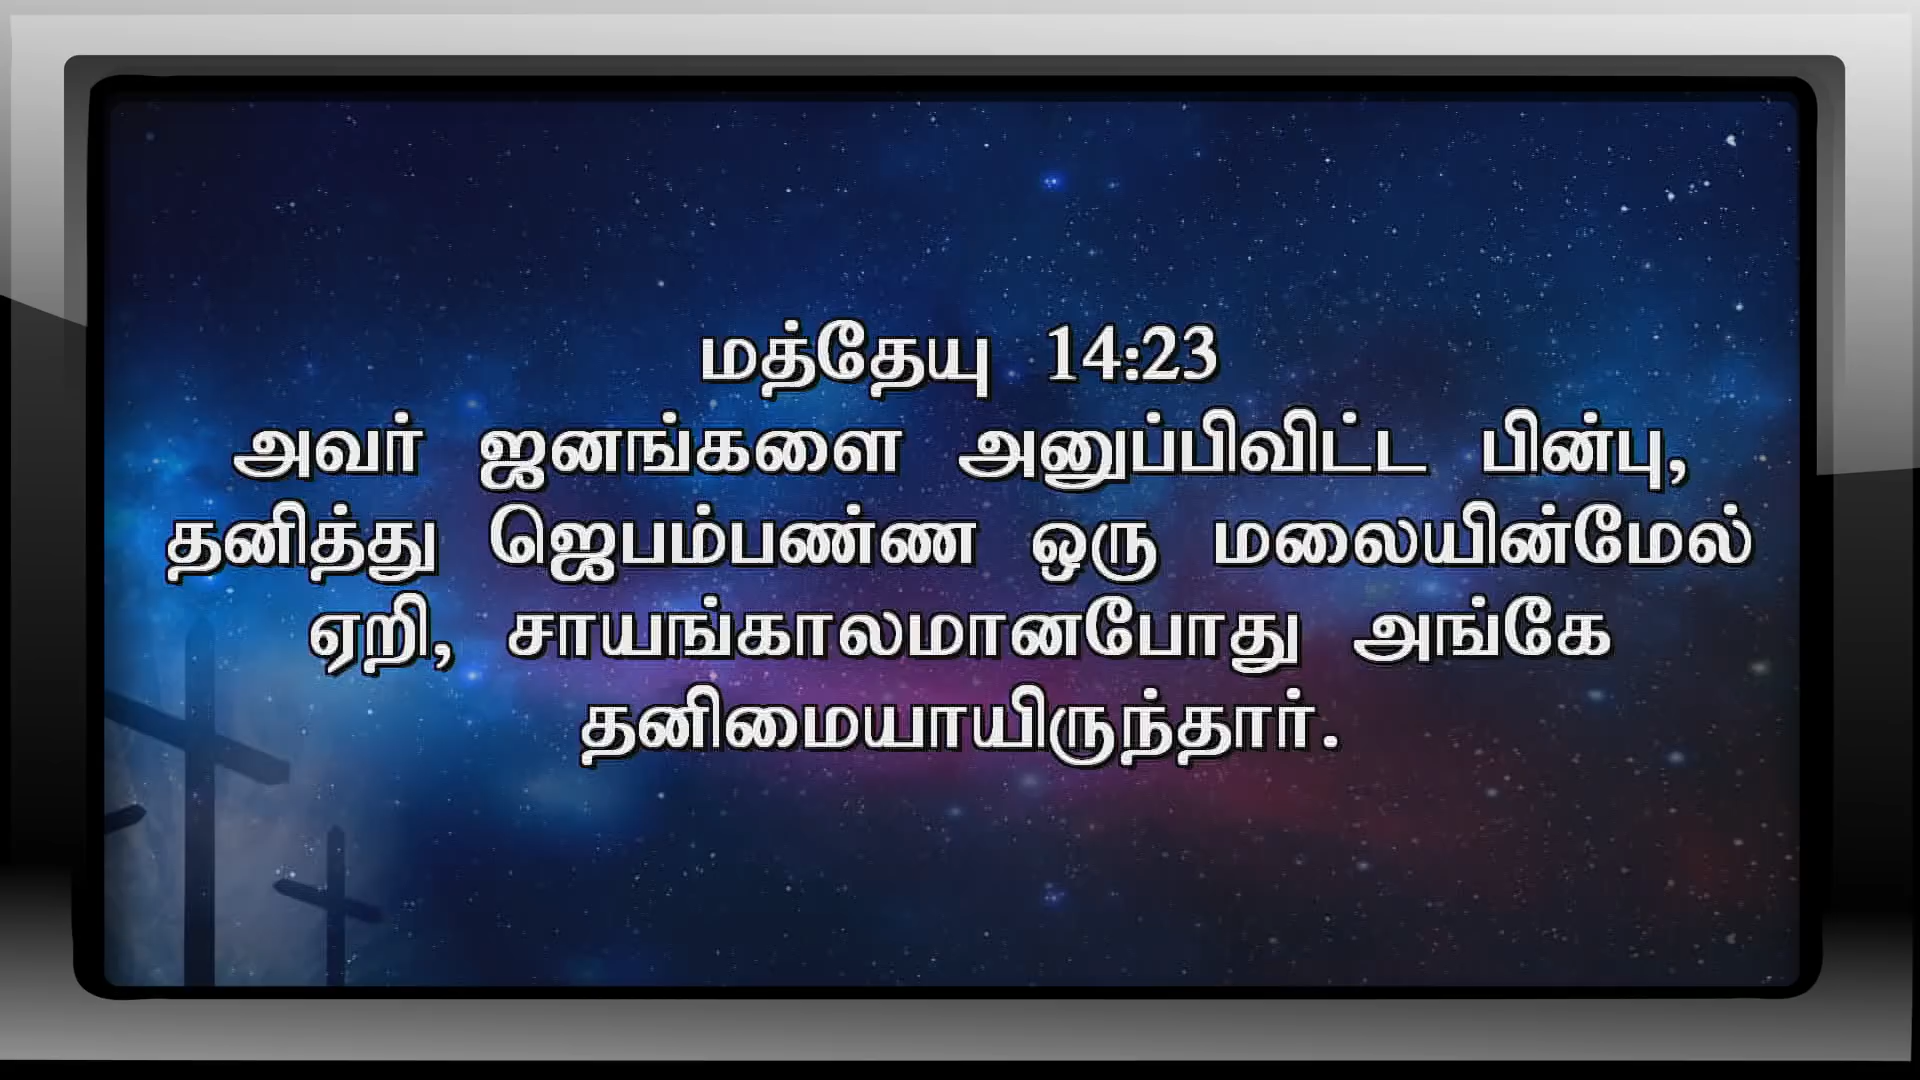 மத்தேயு 14:23
அவர் ஜனங்களை அனுப்பிவிட்ட பின்பு,
தனித்து ஜெபம்பண்ண ஒரு மலையின்மேல்
ஏறி, சாயங்காலமானபோது அங்கே
தனிமையாயிருந்தார்.